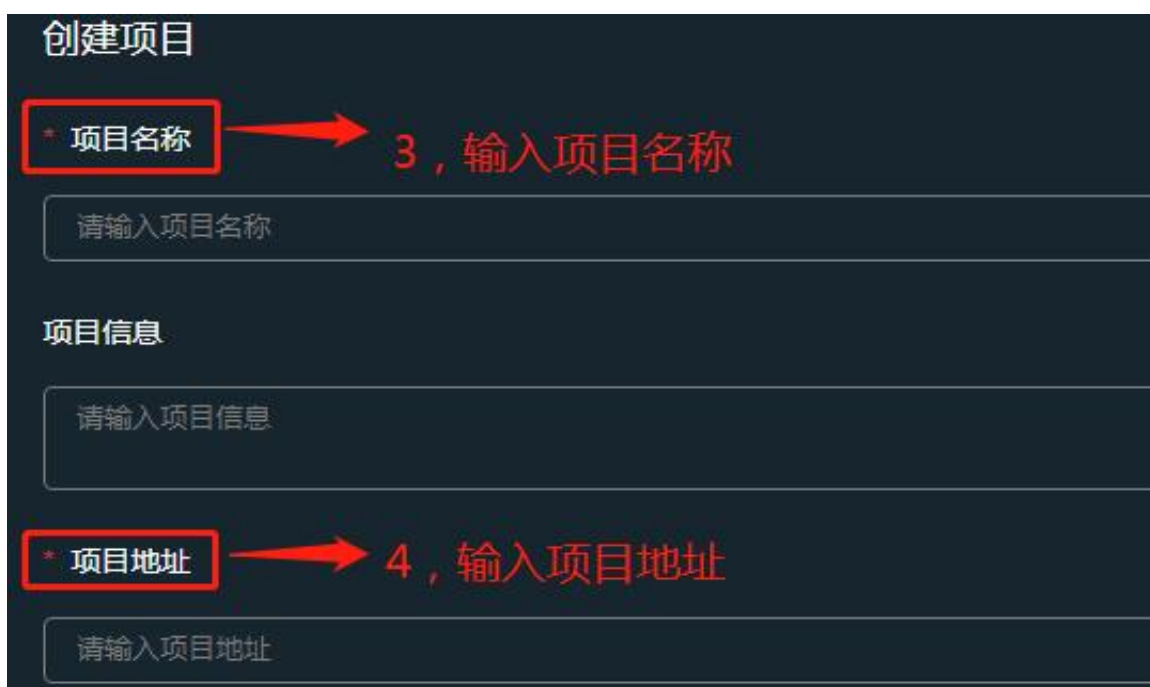 创建项目
* 项目名称
3，输入项目名称
请输入项目名称
项目信息
请输入项目信息
* 项目地址
4，输入项目地址
请输入项目地址